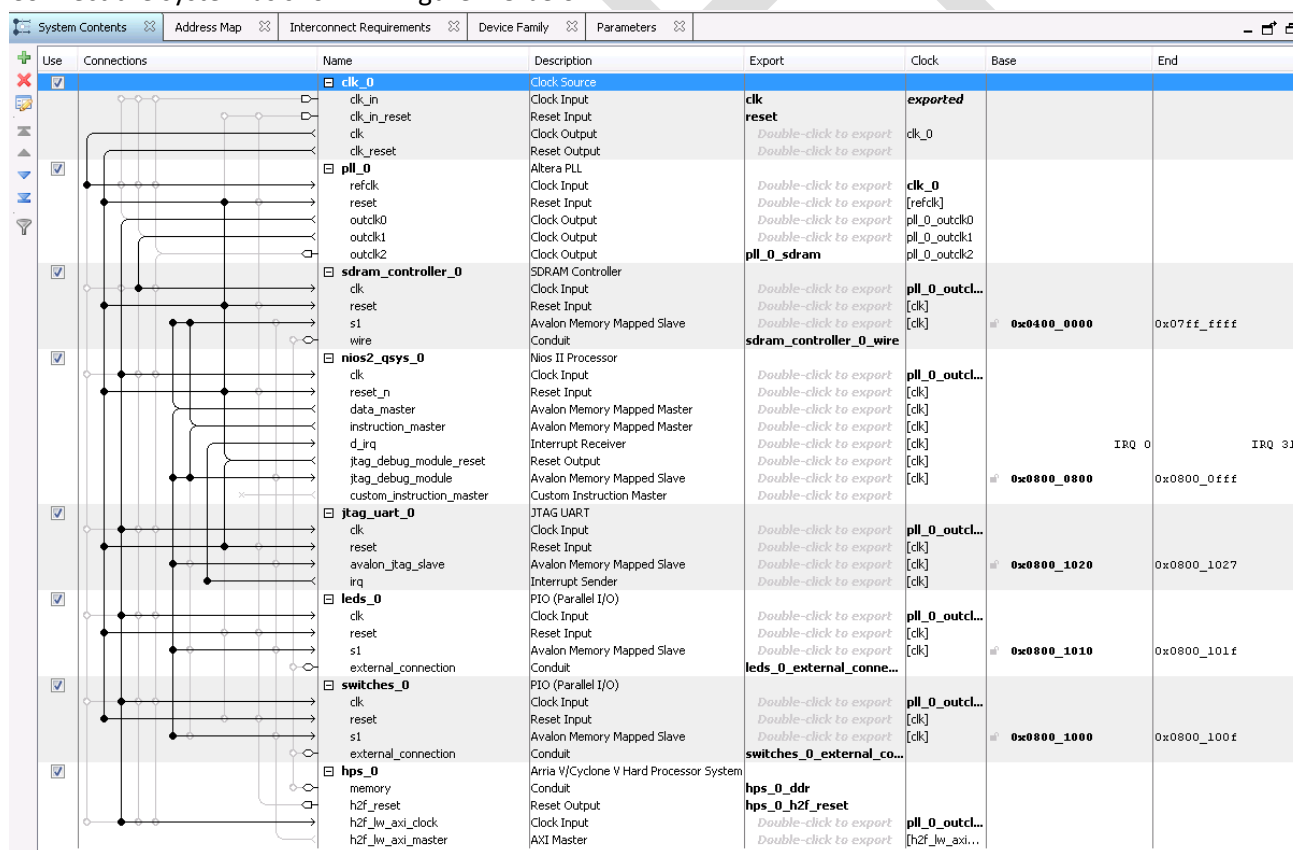 System Contents Address Map Interconnect Requirements Device Family Parameters
Use Connections Name Description Export Clock Base End
clk_0 Clock Source
clk_in Clock Input clk exported
clk_in_reset Reset Input reset
clk Clock Output Double-click to export clk_0
clk_reset Reset Output Double-click to export
pll_0 Altera PLL
refclk Clock Input Double-click to export clk_0
reset Reset Input Double-click to export [refclk]
outclk0 Clock Output Double-click to export pll_0_outclk0
outclk1 Clock Output Double-click to export pll_0_outclk1
outclk2 Clock Output pll_0_sdram pll_0_outclk2
sdram_controller_0 SDRAM Controller
clk Clock Input Double-click to export pll_0_outcl...
reset Reset Input Double-click to export [clk]
s1 Avalon Memory Mapped Slave Double-click to export [clk] 0x0400_0000 0x07ff_ffff
wire Conduit sdram_controller_0_wire
nios2_qsys_0 Nios II Processor
clk Clock Input Double-click to export pll_0_outcl...
reset_n Reset Input Double-click to export [clk]
data_master Avalon Memory Mapped Master Double-click to export [clk]
instruction_master Avalon Memory Mapped Master Double-click to export [clk]
d_irq Interrupt Receiver Double-click to export [clk] IRQ 0 IRQ 31
jtag_debug_module_reset Reset Output Double-click to export [clk]
jtag_debug_module Avalon Memory Mapped Slave Double-click to export [clk] 0x0800_0800 0x0800_0fff
custom_instruction_master Custom Instruction Master Double-click to export
jtag_uart_0 JTAG UART
clk Clock Input Double-click to export pll_0_outcl...
reset Reset Input Double-click to export [clk]
avalon_jtag_slave Avalon Memory Mapped Slave Double-click to export [clk] 0x0800_1020 0x0800_1027
irq Interrupt Sender Double-click to export [clk]
leds_0 PIO (Parallel I/O)
clk Clock Input Double-click to export pll_0_outcl...
reset Reset Input Double-click to export [clk]
s1 Avalon Memory Mapped Slave Double-click to export [clk] 0x0800_1010 0x0800_101f
external_connection Conduit leds_0_external_conne...
switches_0 PIO (Parallel I/O)
clk Clock Input Double-click to export pll_0_outcl...
reset Reset Input Double-click to export [clk]
s1 Avalon Memory Mapped Slave Double-click to export [clk] 0x0800_1000 0x0800_100f
external_connection Conduit switches_0_external_co...
hps_0 Arria V/Cyclone V Hard Processor System
memory Conduit hps_0_ddr
h2f_reset Reset Output hps_0_h2f_reset
h2f_lw_axi_clock Clock Input Double-click to export pll_0_outcl...
h2f_lw_axi_master AXI Master Double-click to export [h2f_lw_axi...